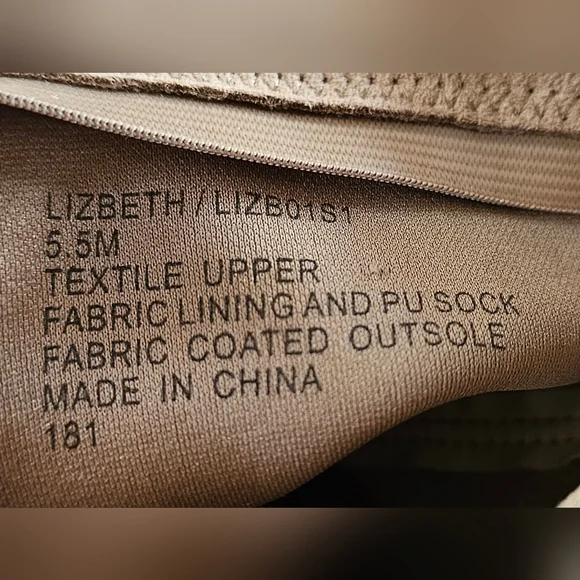 LIZBETH / LIZB01S1
5.5M
TEXTILE UPPER
FABRIC LINING AND PU SOCK
FABRIC COATED OUTSOLE
MADE IN CHINA
181